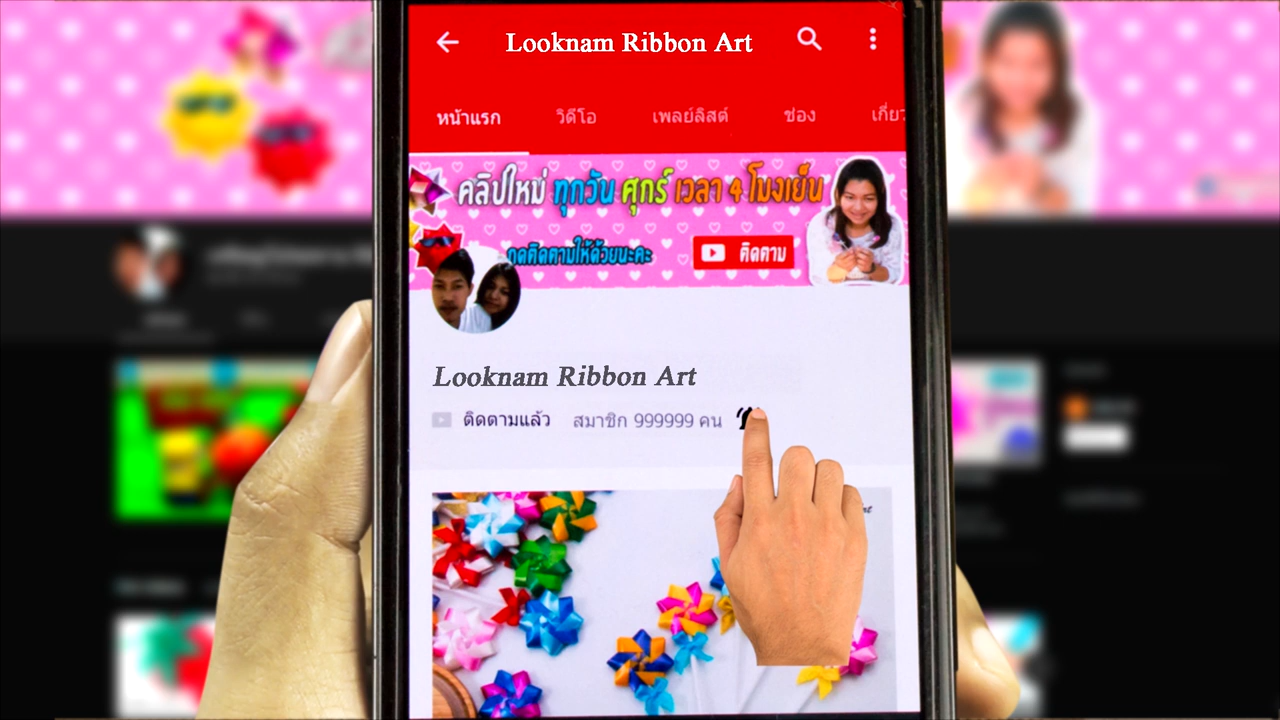 Looknam Ribbon Art
หน้าแรก วิดีโอ เพลย์ลิสต์ ช่อง เกี่ยว
คลิปใหม่ ทุกวัน ศุกร์ เวลา 4 โมงเย็น
กดติดตามให้ด้วยนะคะ ติดตาม
Looknam Ribbon Art
ติดตามแล้ว สมาชิก 999999 คน